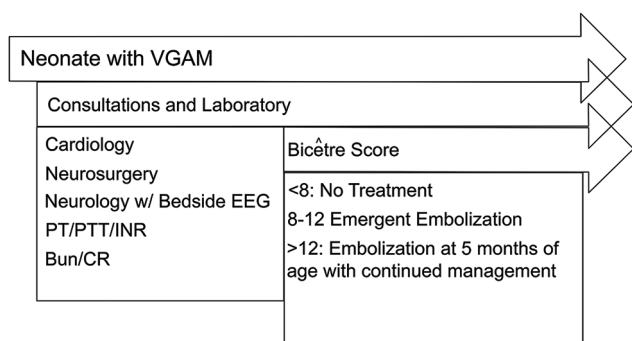 Neonate with VGAM
Consultations and Laboratory
Cardiology
Neurosurgery
Neurology w/ Bedside EEG
PT/PTT/INR
Bun/CR
Bicêtre Score
<8: No Treatment
8-12 Emergent Embolization
>12: Embolization at 5 months of
age with continued management